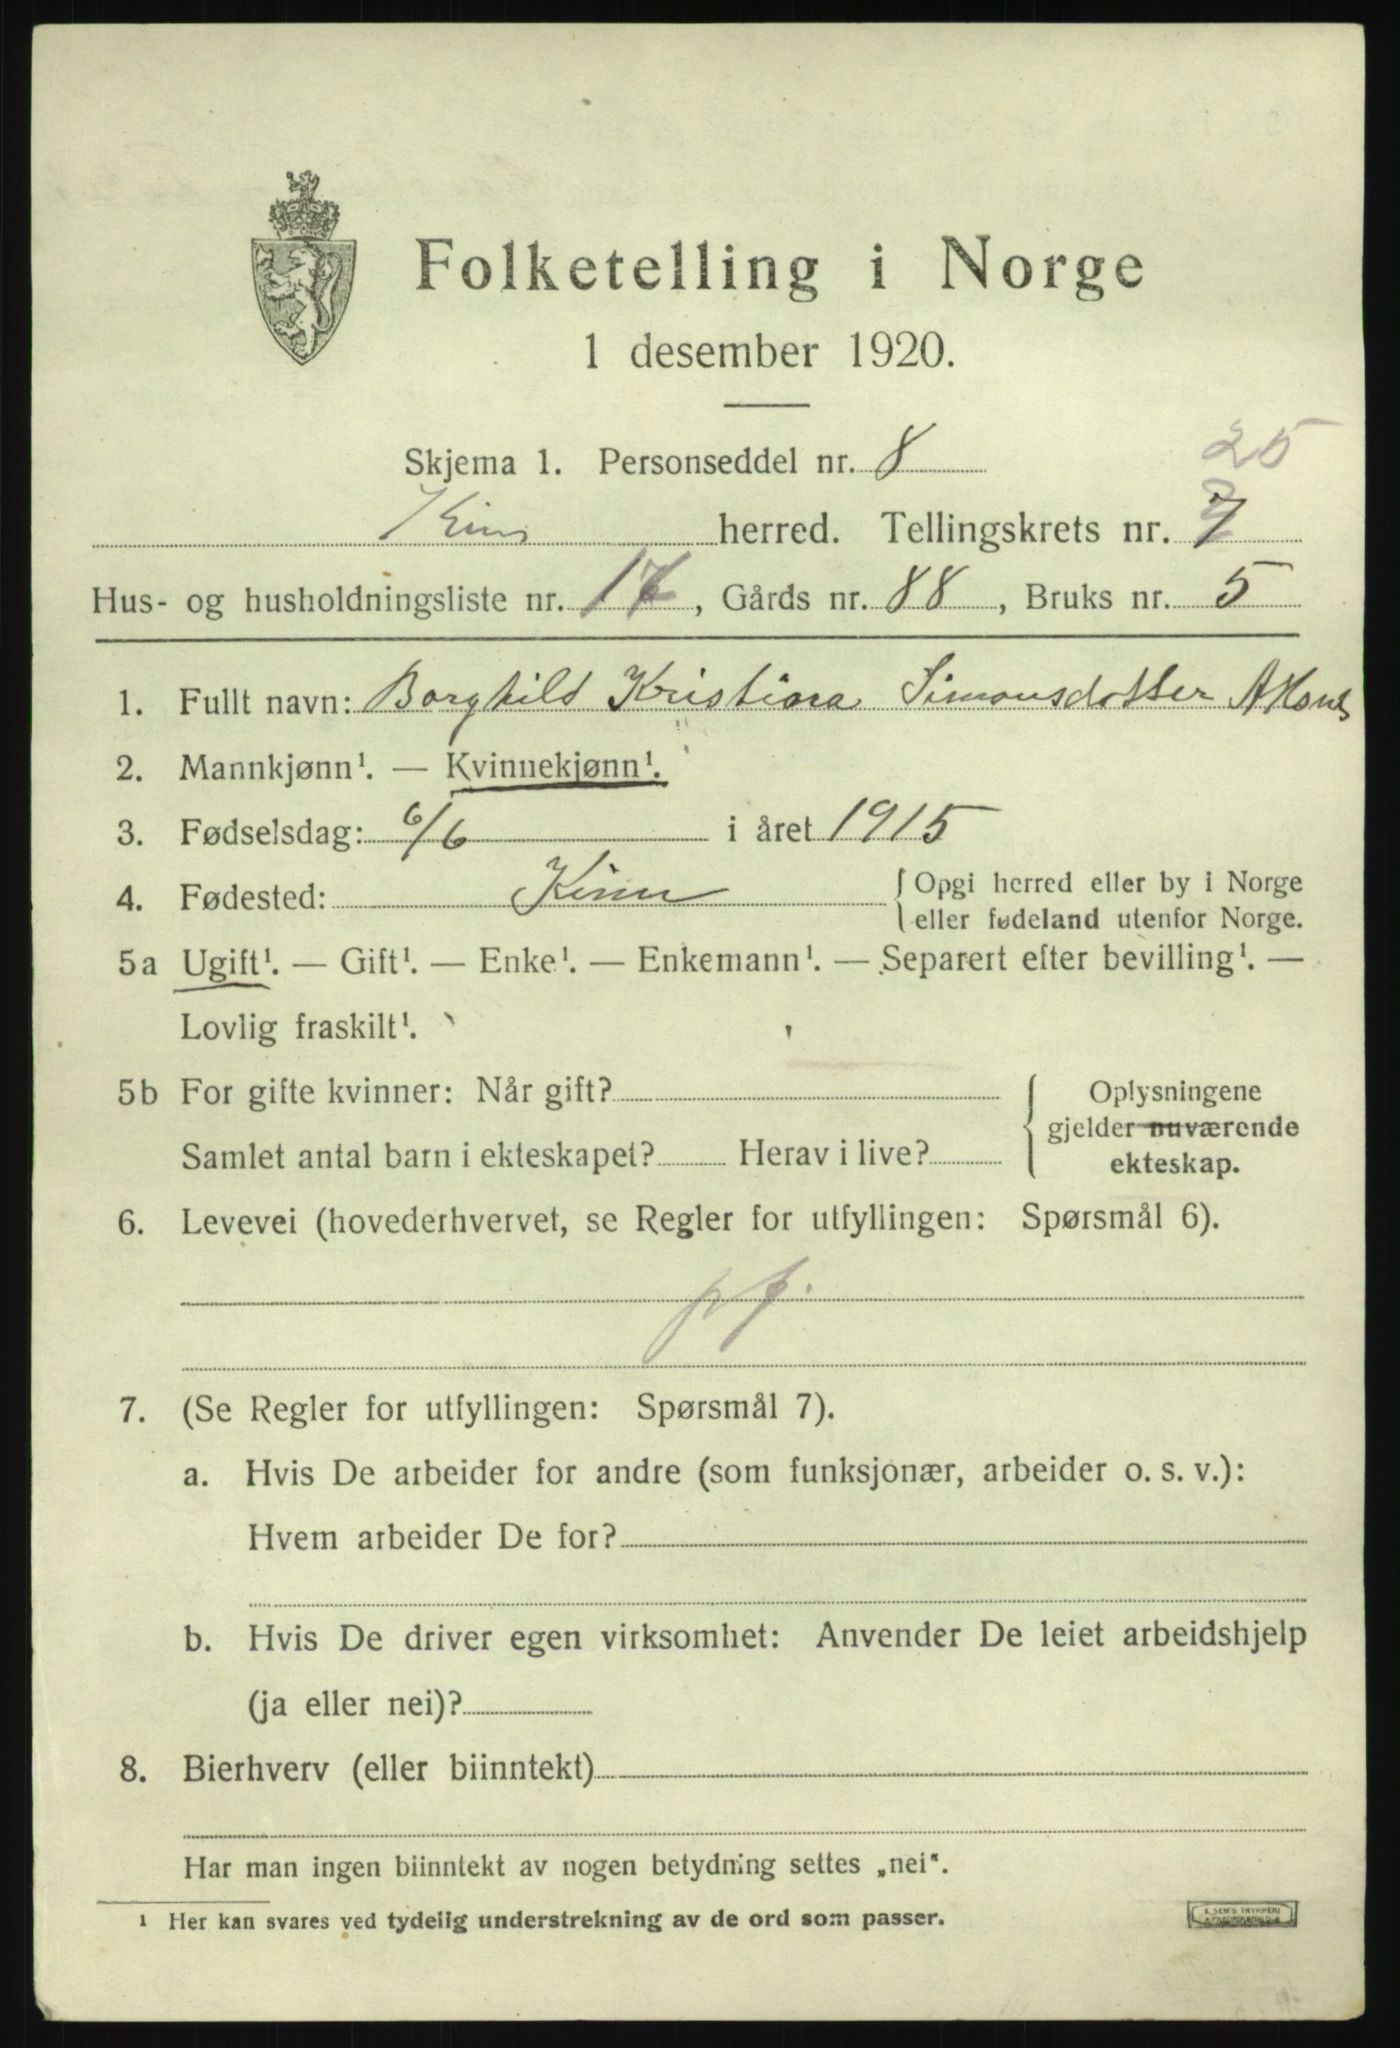 Folketelling i Norge
1 desember 1920.
Skjema 1. Personseddel nr. 8
25
Kinn herred. Tellingskrets nr. 7
Hus- og husholdningsliste nr. 17, Gårds nr. 88, Bruks nr. 5
1. Fullt navn: Borghild Kristiina Simonsdotter
2. Mannkjønn¹. — Kvinnekjønn¹.
3. Fødselsdag: 6/6 i året 1915
4. Fødested: Kinn { Opgi herred eller by i Norge
eller fødeland utenfor Norge.
5a Ugift¹. — Gift¹. — Enke¹. — Enkemann¹. — Separert efter bevilling¹. —
Lovlig fraskilt¹.
5b For gifte kvinner: Når gift? { Oplysningene
gjelder nuværende
Samlet antal barn i ekteskapet? Herav i live?
ekteskap.
6. Levevei (hovederhvervet, se Regler for utfyllingen: Spørsmål 6).
pf.
7. (Se Regler for utfyllingen: Spørsmål 7).
a. Hvis De arbeider for andre (som funksjonær, arbeider o. s. v.):
Hvem arbeider De for?
b. Hvis De driver egen virksomhet: Anvender De leiet arbeidshjelp
(ja eller nei)?
8. Bierhverv (eller biinntekt)
Har man ingen biinntekt av nogen betydning settes „nei".
¹ Her kan svares ved tydelig understrekning av de ord som passer.